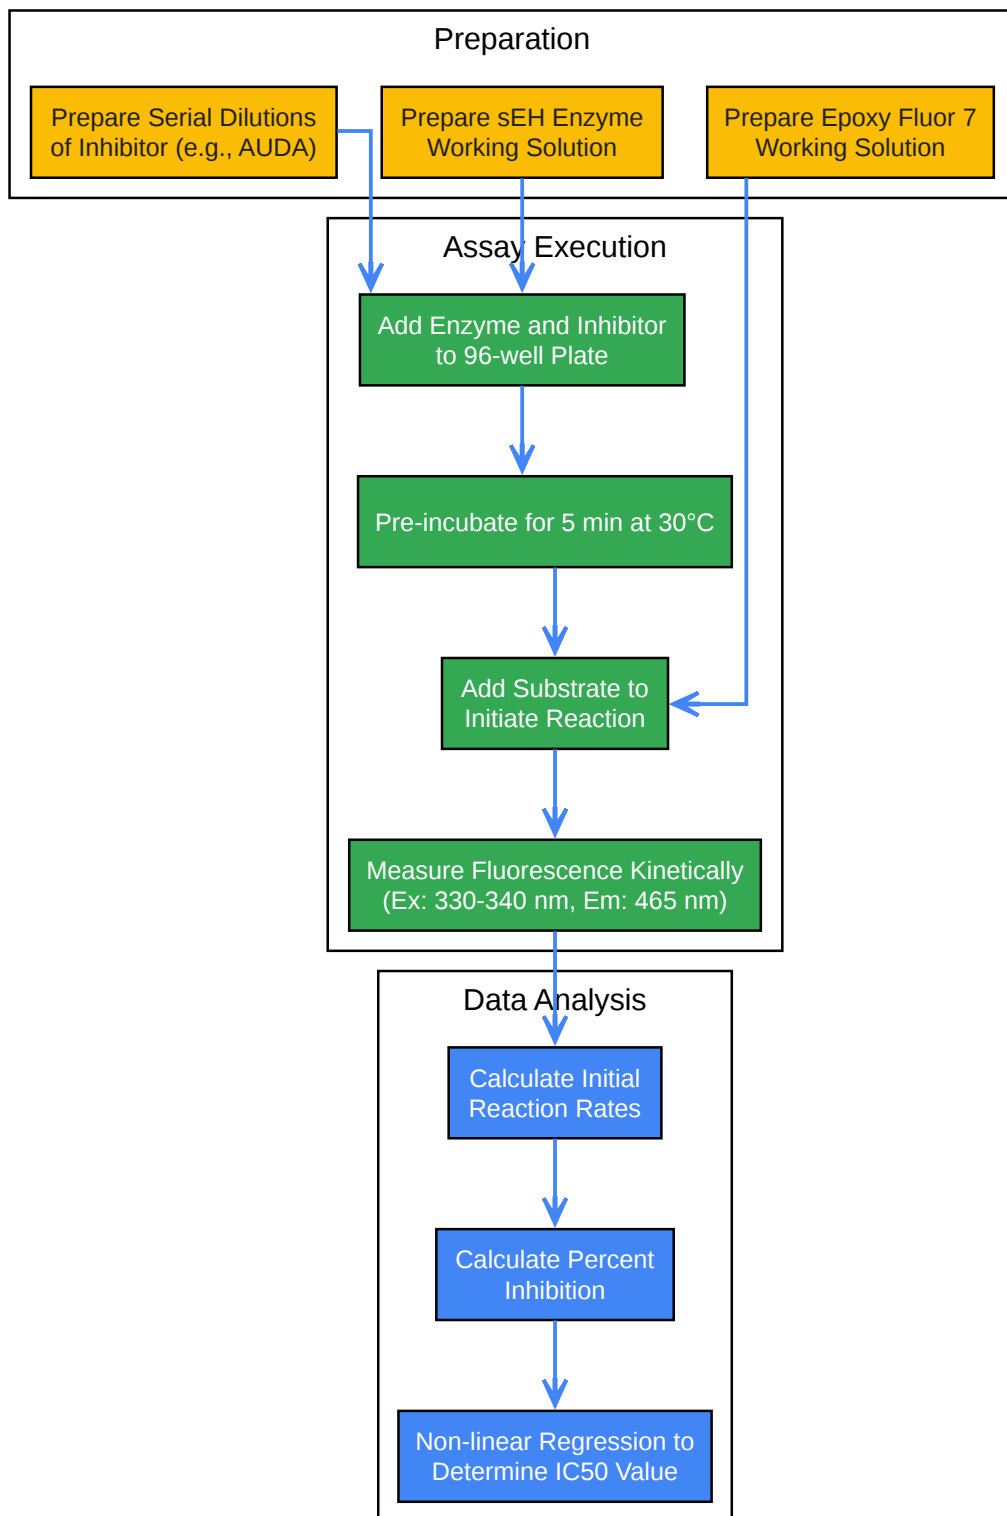 Preparation
Prepare Serial Dilutions
of Inhibitor (e.g., AUDA)
Prepare sEH Enzyme
Working Solution
Prepare Epoxy Fluor 7
Working Solution
Assay Execution
Add Enzyme and Inhibitor
to 96-well Plate
Pre-incubate for 5 min at 30°C
Add Substrate to
Initiate Reaction
Measure Fluorescence Kinetically
(Ex: 330-340 nm, Em: 465 nm)
Data Analysis
Calculate Initial
Reaction Rates
Calculate Percent
Inhibition
Non-linear Regression to
Determine IC50 Value